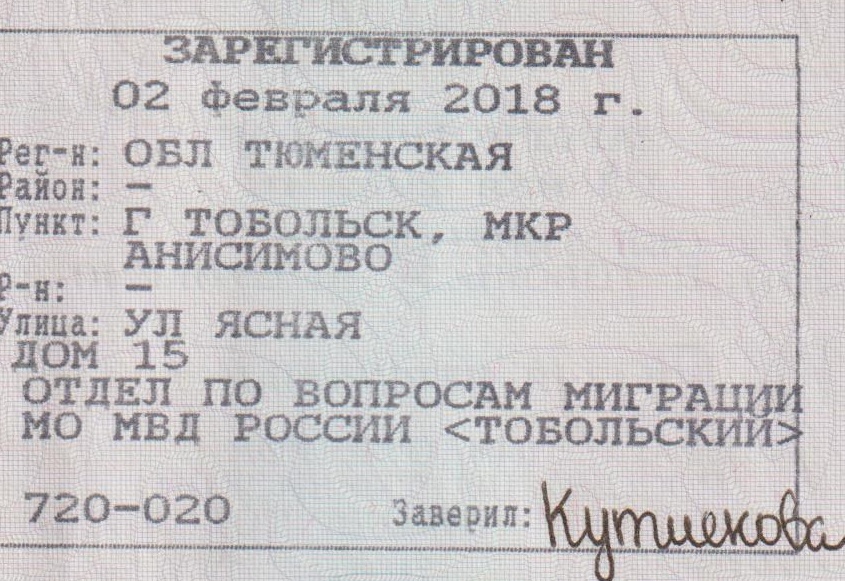 ЗАРЕГИСТРИРОВАН
02 февраля 2018 г.
Рег-н: ОБЛ ТЮМЕНСКАЯ
Район: –
Пункт: Г ТОБОЛЬСК, МКР
АНИСИМОВО
Р-н: –
Улица: УЛ ЯСНАЯ
ДОМ 15
ОТДЕЛ ПО ВОПРОСАМ МИГРАЦИИ
МО МВД РОССИИ <ТОБОЛЬСКИЙ>
720-020 Заверил: